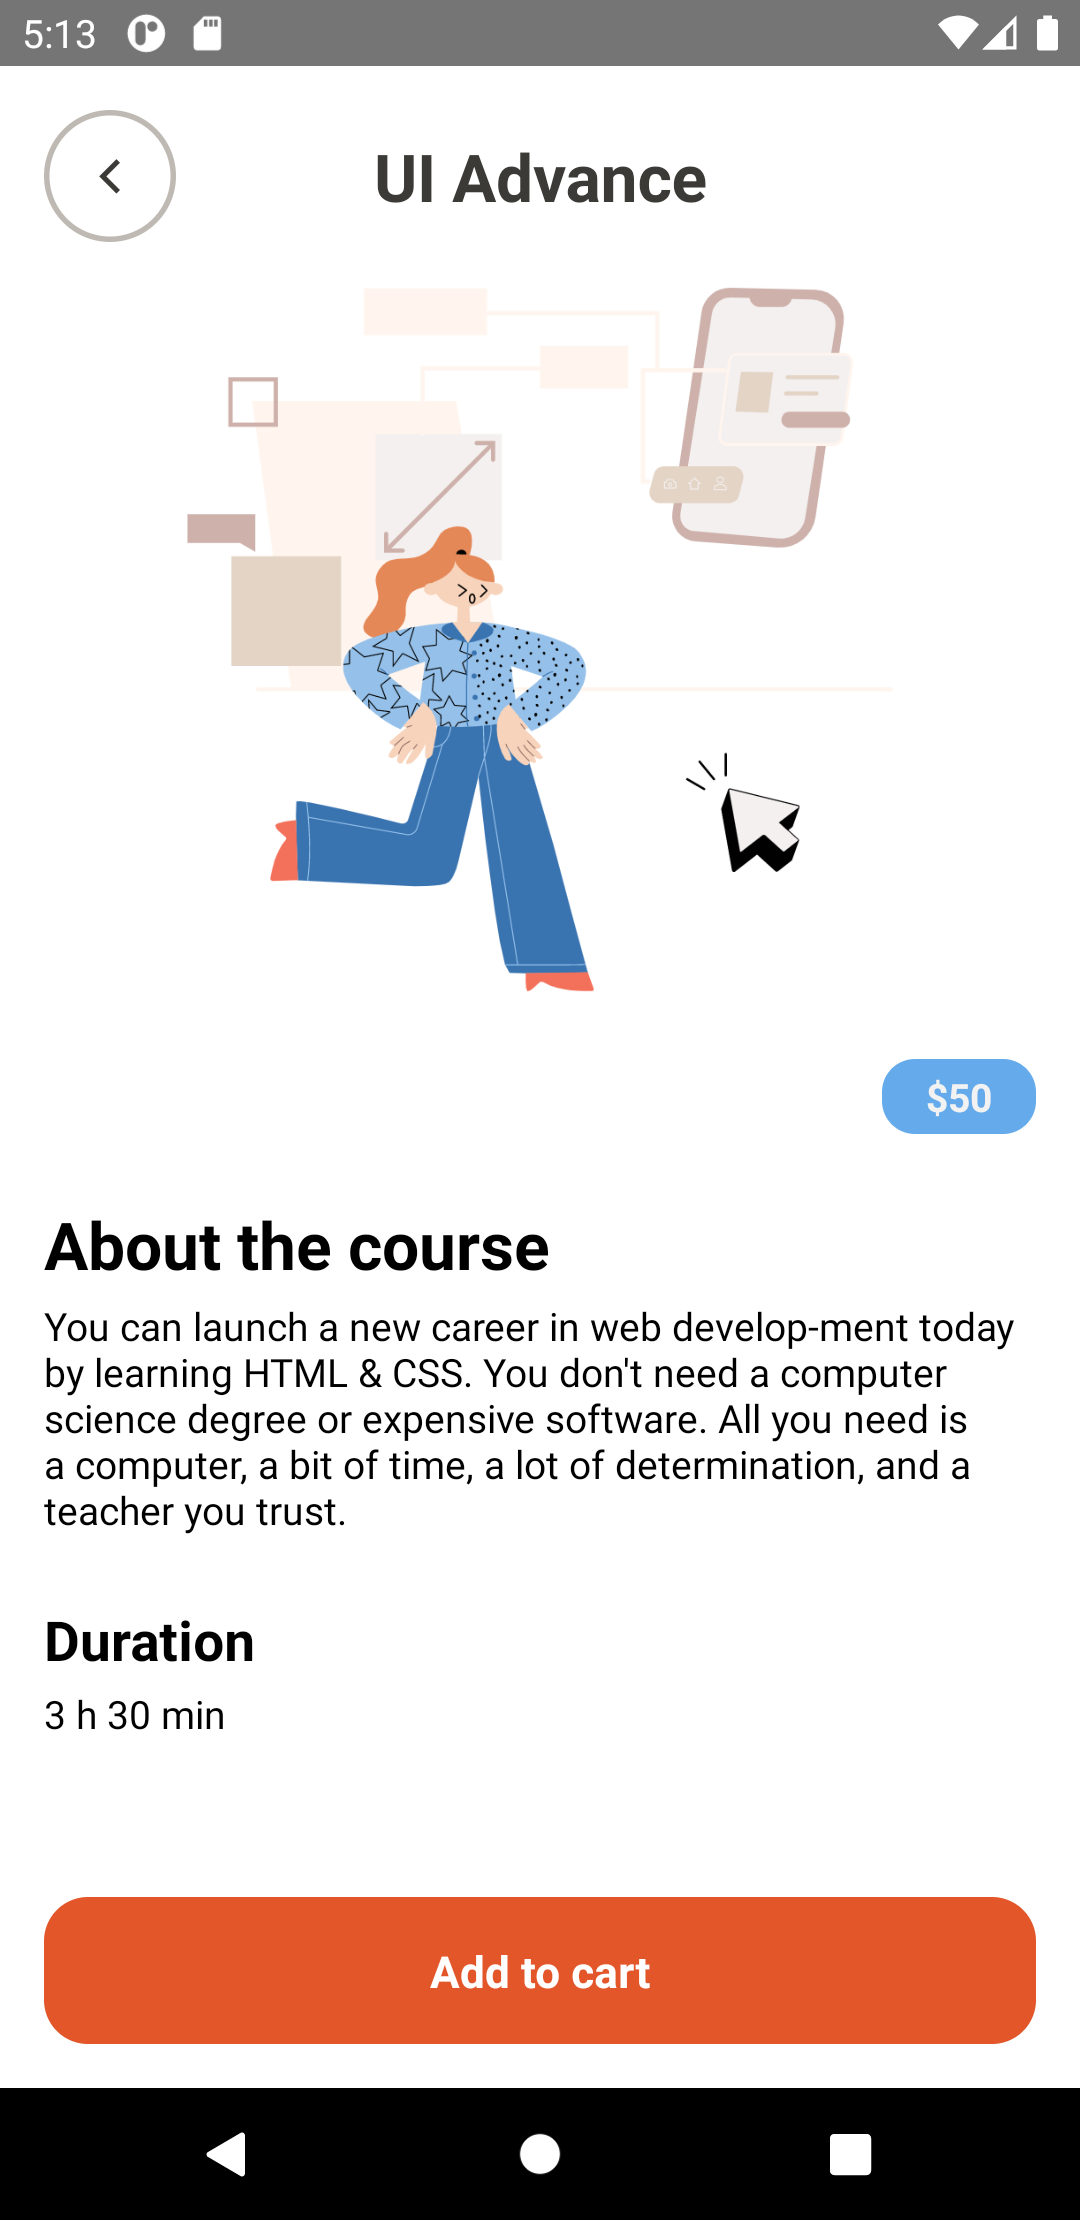 5:13
UI Advance
$50
About the course
You can launch a new career in web develop-ment today
by learning HTML & CSS. You don't need a computer
science degree or expensive software. All you need is
a computer, a bit of time, a lot of determination, and a
teacher you trust.
Duration
3 h 30 min
Add to cart